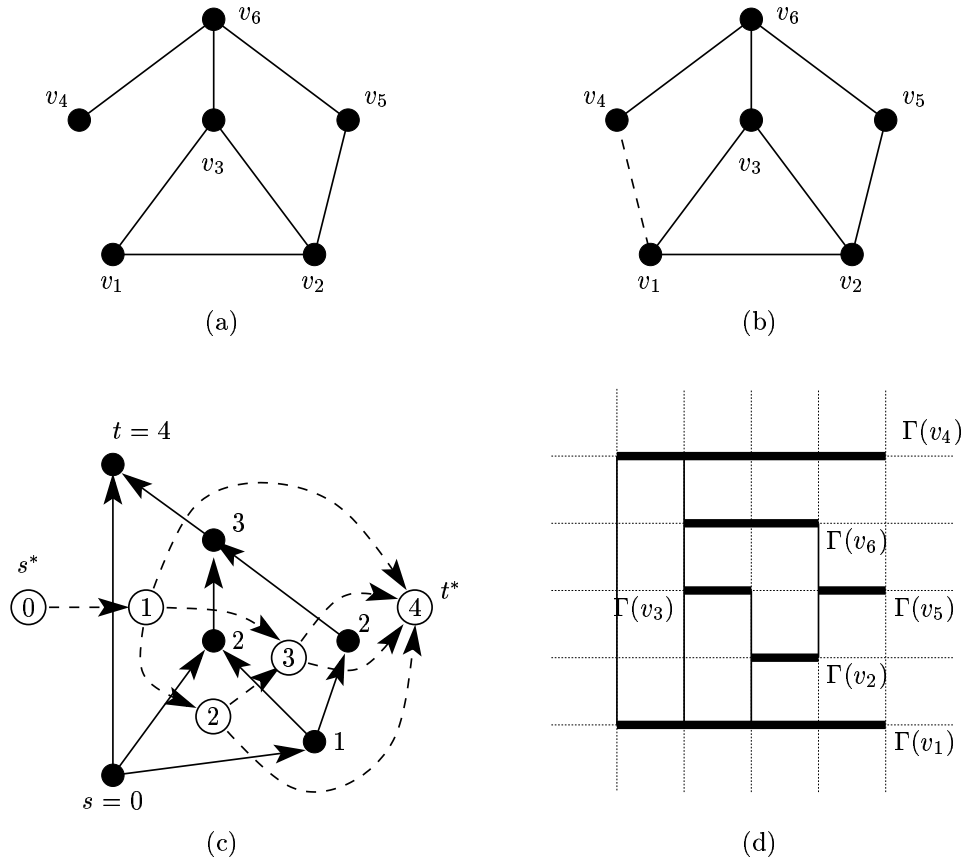 v₆ v₆
v₄ v₅ v₄ v₅
v₃ v₃
v₁ v₂ v₁ v₂
(a) (b)
t = 4
Γ(v₄)
3
Γ(v₆)
s* t*
0 1 2 4
Γ(v₃) Γ(v₅)
2 3
Γ(v₂)
2
1
Γ(v₁)
s = 0
(c) (d)